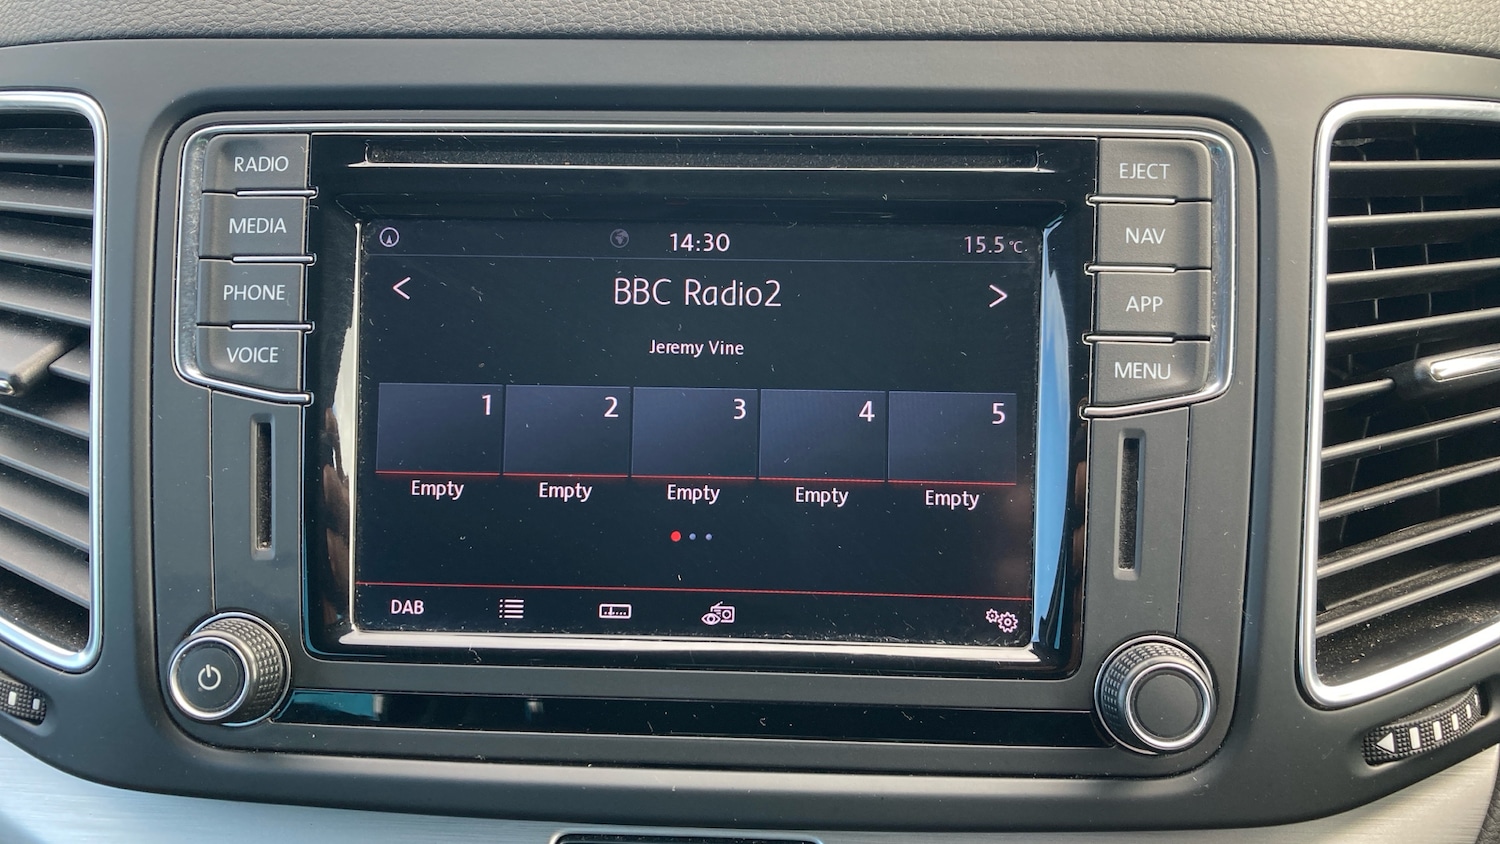 RADIO
MEDIA
PHONE
VOICE
EJECT
NAV
APP
MENU
14:30
15.5°C
< BBC Radio2 >
Jeremy Vine
1 2 3 4 5
Empty Empty Empty Empty Empty
DAB